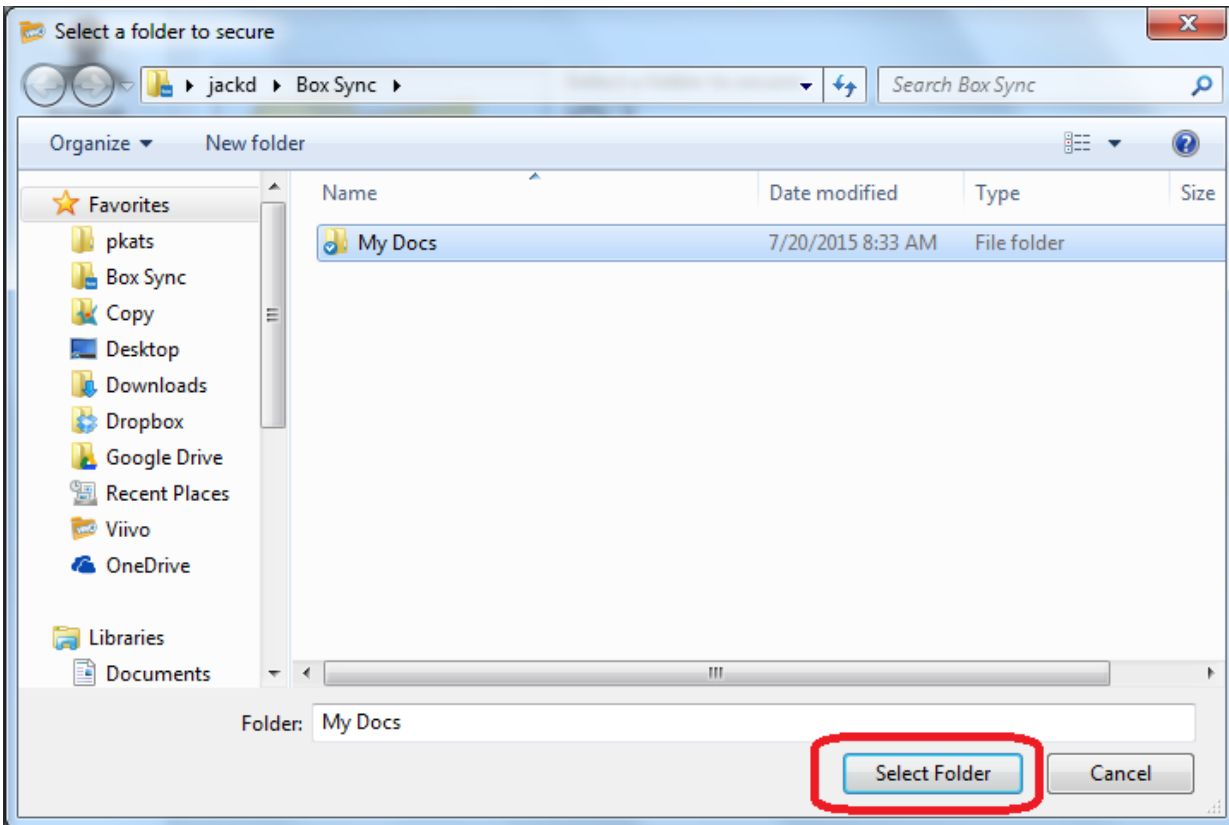 Select a folder to secure
jackd Box Sync
Search Box Sync
Organize New folder
Name Date modified Type Size
Favorites
My Docs 7/20/2015 8:33 AM File folder
pkats
Box Sync
Copy
Desktop
Downloads
Dropbox
Google Drive
Recent Places
Viivo
OneDrive
Libraries
Documents
Folder: My Docs
Select Folder Cancel